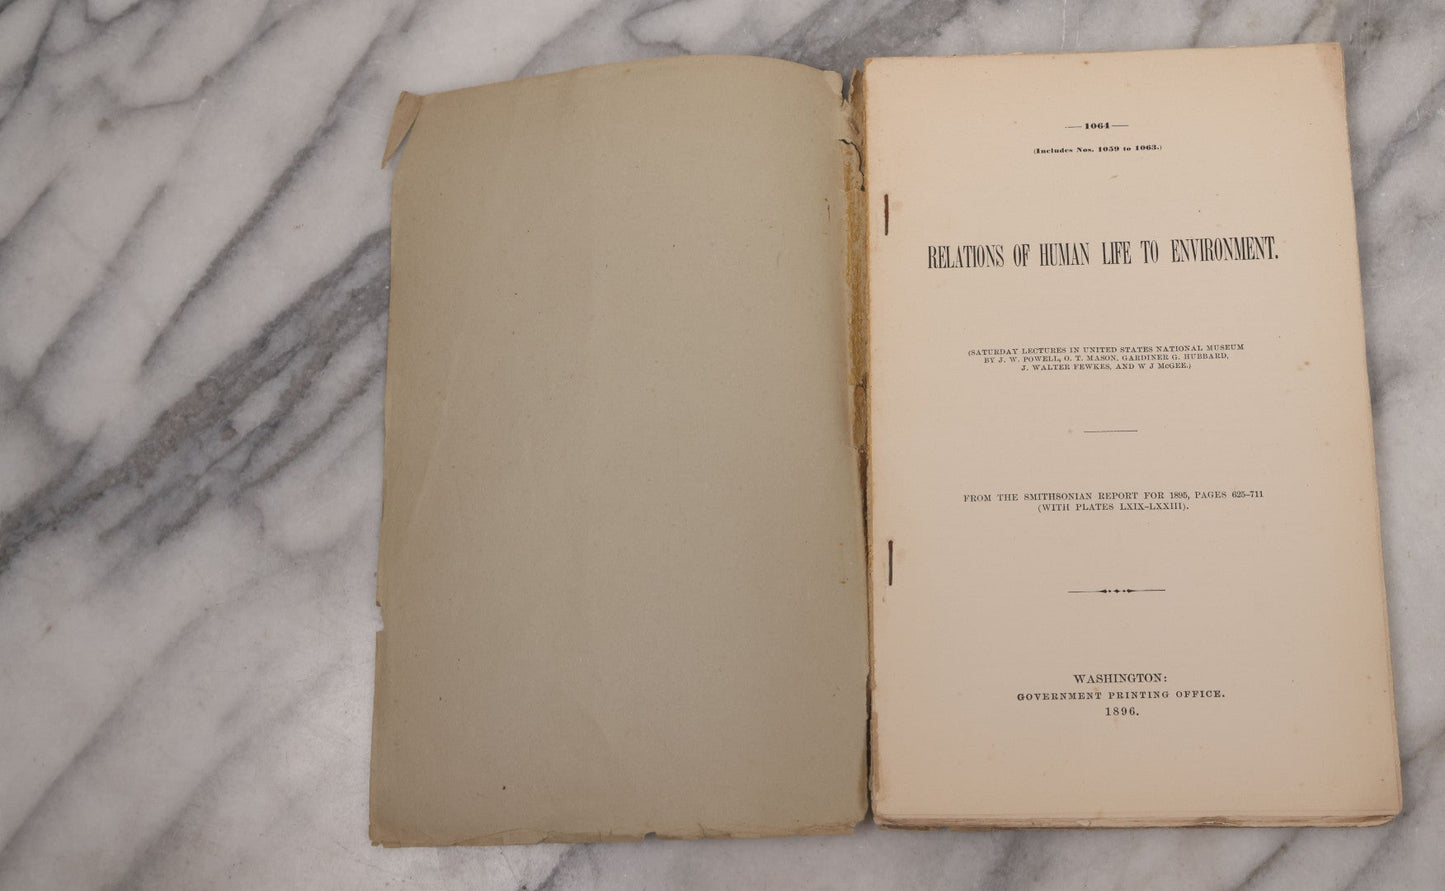 —1064—
(Includes Nos. 1059 to 1063.)
RELATIONS OF HUMAN LIFE TO ENVIRONMENT.
(SATURDAY LECTURES IN UNITED STATES NATIONAL MUSEUM
BY J. W. POWELL, O. T. MASON, GARDINER G. HUBBARD,
J. WALTER FEWKES, AND W J McGEE.)
FROM THE SMITHSONIAN REPORT FOR 1895, PAGES 625–711
(WITH PLATES LXIX–LXXIII).
WASHINGTON:
GOVERNMENT PRINTING OFFICE.
1896.